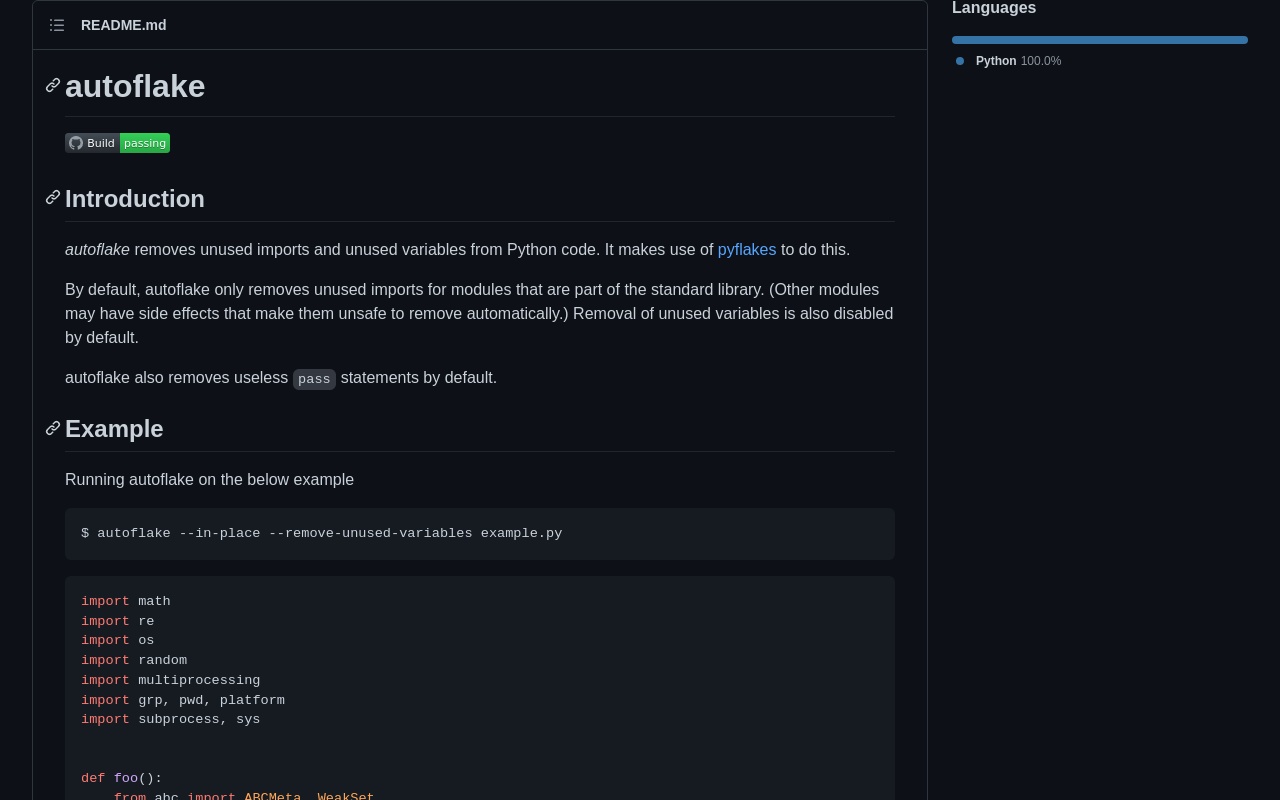 README.md
autoflake
Build passing
Introduction
autoflake removes unused imports and unused variables from Python code. It makes use of pyflakes to do this.
By default, autoflake only removes unused imports for modules that are part of the standard library. (Other modules
may have side effects that make them unsafe to remove automatically.) Removal of unused variables is also disabled
by default.
autoflake also removes useless pass statements by default.
Example
Running autoflake on the below example
$ autoflake --in-place --remove-unused-variables example.py
import math
import re
import os
import random
import multiprocessing
import grp, pwd, platform
import subprocess, sys
def foo():
from abc import ABCMeta, WeakSet
Languages
Python 100.0%